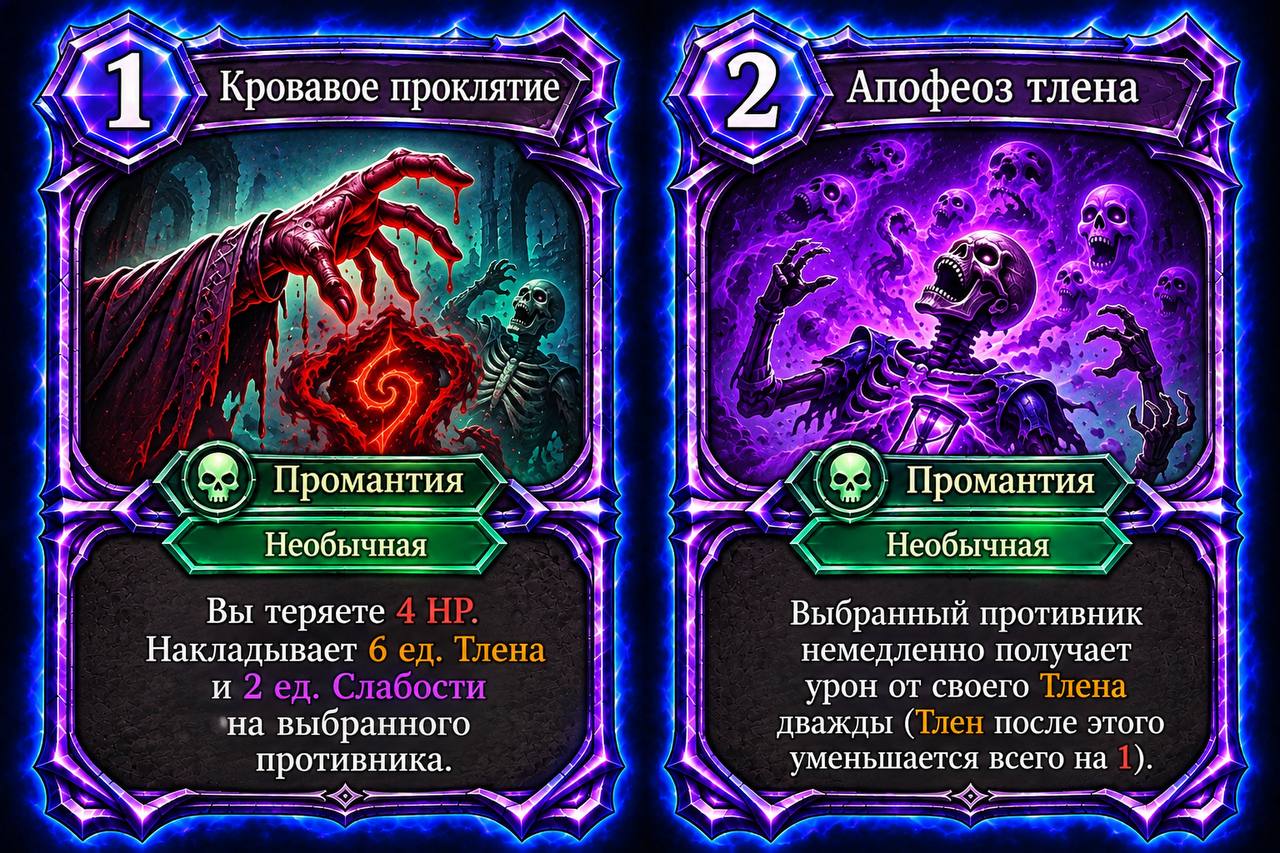 1
Кровавое проклятие
Промантия
Необычная
Вы теряете 4 HP.
Накладывает 6 ед. Тлена
и 2 ед. Слабости
на выбранного
противника.
2
Апофеоз тлена
Промантия
Необычная
Выбранный противник
немедленно получает
урон от своего Тлена
дважды (Тлен после этого
уменьшается всего на 1).